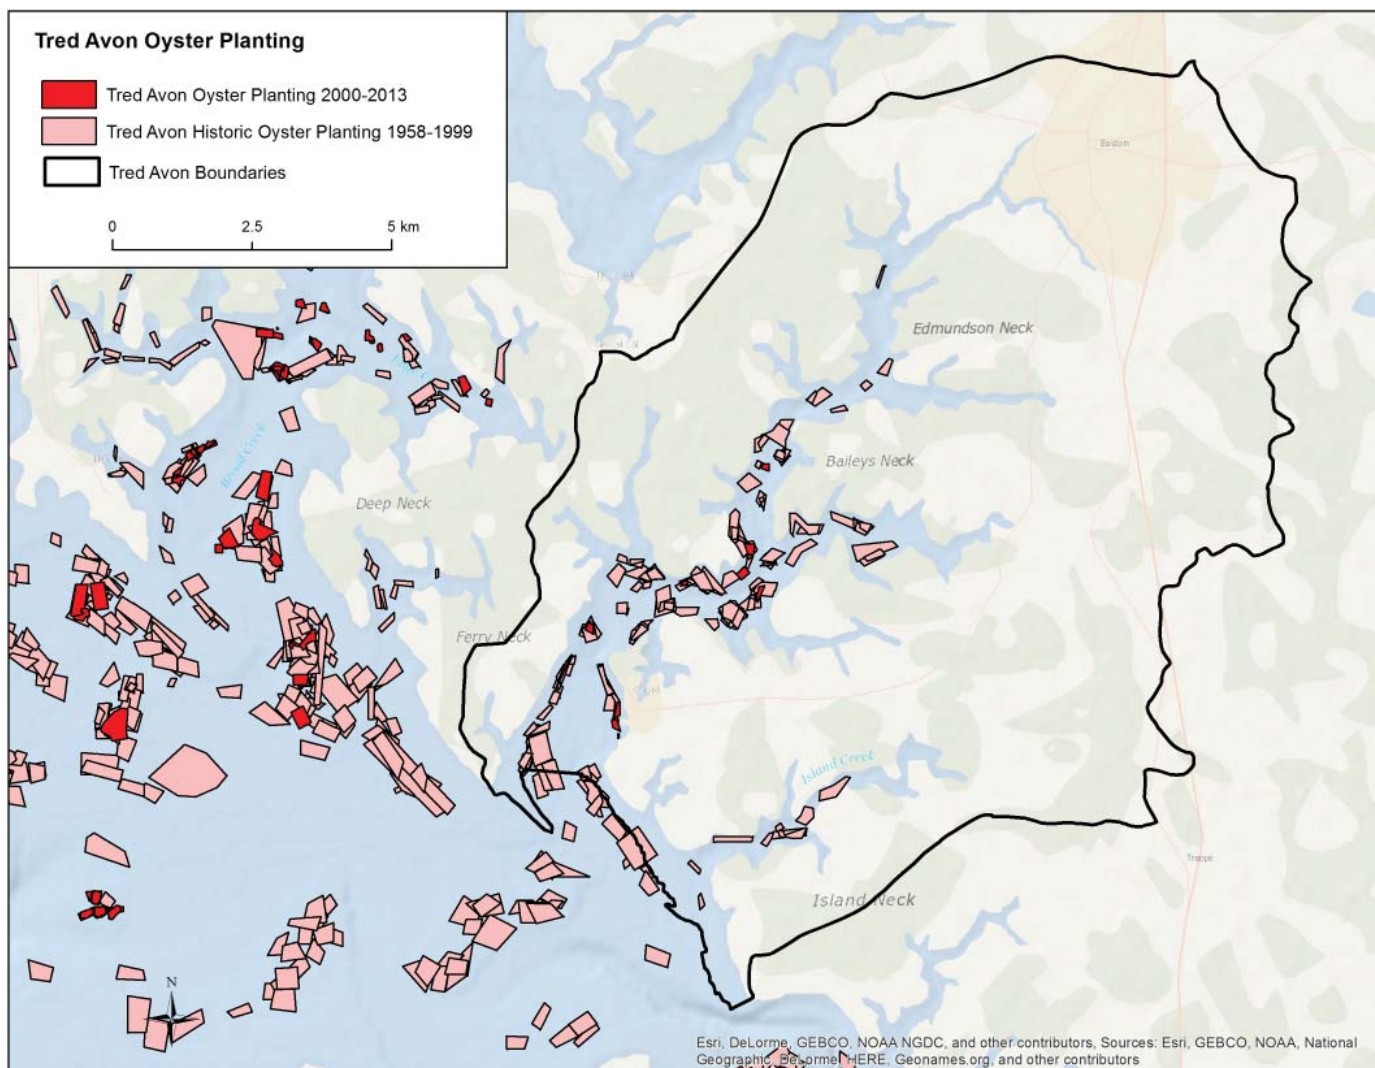 Tred Avon Oyster Planting
Tred Avon Oyster Planting 2000-2013
Tred Avon Historic Oyster Planting 1958-1999
Tred Avon Boundaries
0 2.5 5 km
Easton
Edmundson Neck
Baileys Neck
Broad Creek
Deep Neck
Ferry Neck
Island Creek
Island Neck
Trappe
N
Esri, DeLorme, GEBCO, NOAA NGDC, and other contributors, Sources: Esri, GEBCO, NOAA, National
Geographic, DeLorme, HERE, Geonames.org, and other contributors